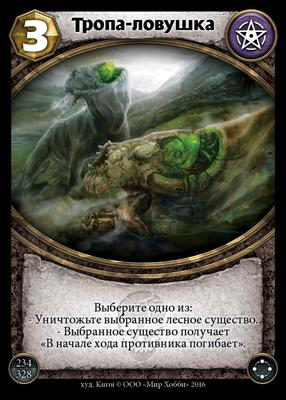 3
Тропа-ловушка
Выберите одно из:
- Уничтожьте выбранное лесное существо.
- Выбранное существо получает
«В начале хода противника погибает».
234
328
худ. Kuroi © ООО «Мир Хобби» 2016